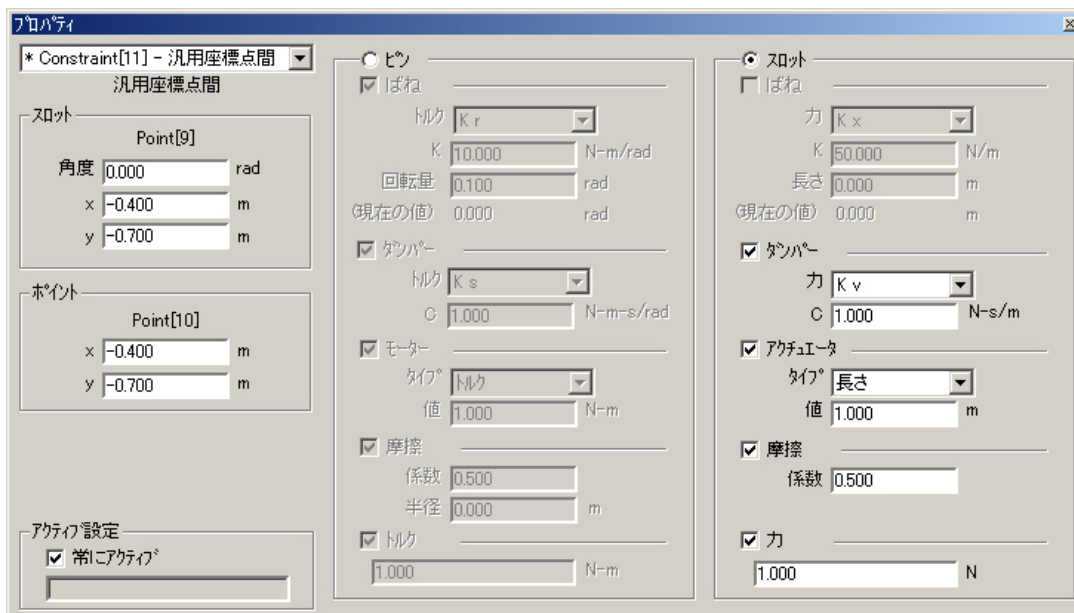 プロパティ
* Constraint[11] - 汎用座標点間
汎用座標点間
スロット
Point[9]
角度 0.000 rad
x -0.400 m
y -0.700 m
ポイント
Point[10]
x -0.400 m
y -0.700 m
アクティブ設定
常にアクティブ
ピン
ばね
トルク K r
K 10.000 N-m/rad
回転量 0.100 rad
(現在の値) 0.000 rad
ダンパー
トルク K s
C 1.000 N-m-s/rad
モーター
タイプ トルク
値 1.000 N-m
摩擦
係数 0.500
半径 0.000 m
トルク
1.000 N-m
スロット
ばね
力 K x
K 50.000 N/m
長さ 0.000 m
(現在の値) 0.000 m
ダンパー
力 K v
C 1.000 N-s/m
アクチュエータ
タイプ 長さ
値 1.000 m
摩擦
係数 0.500
力
1.000 N